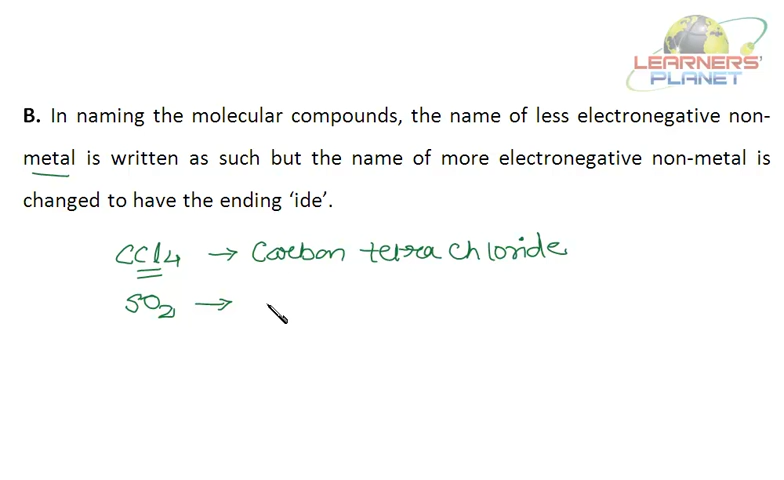 LEARNERS'
PLANET
B. In naming the molecular compounds, the name of less electronegative non-
metal is written as such but the name of more electronegative non-metal is
changed to have the ending ‘ide’.
CCl4 → Carbon tetra chloride
SO2 →